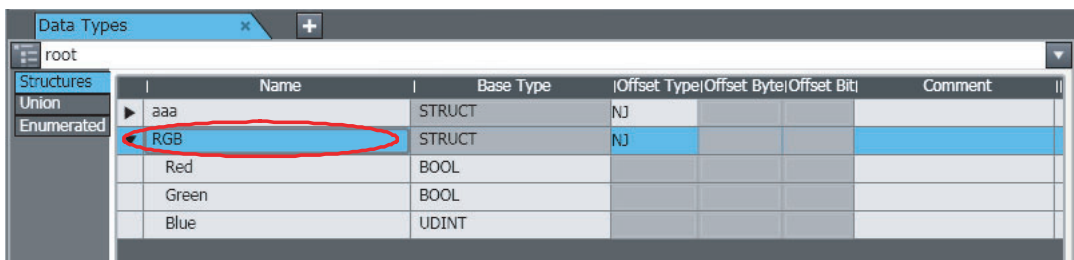 Data Types × +
root
Structures
Union
Enumerated
Name Base Type Offset Type Offset Byte Offset Bit Comment
aaa STRUCT NJ
RGB STRUCT NJ
Red BOOL
Green BOOL
Blue UDINT